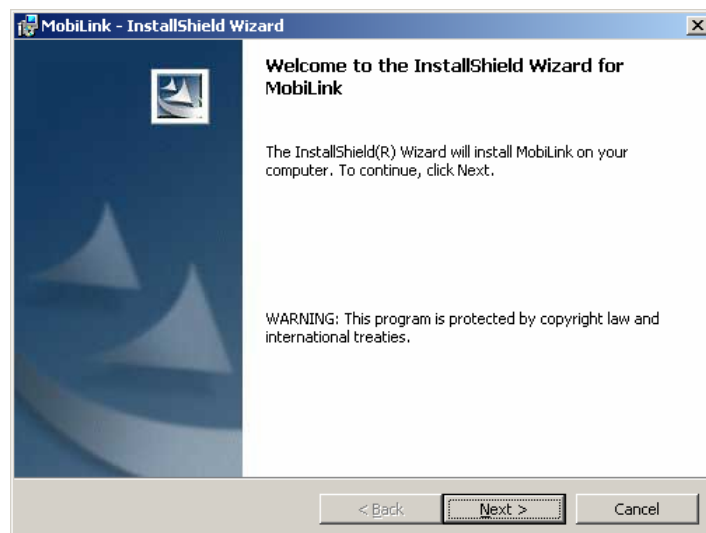 MobiLink - InstallShield Wizard
Welcome to the InstallShield Wizard for
MobiLink
The InstallShield(R) Wizard will install MobiLink on your
computer. To continue, click Next.
WARNING: This program is protected by copyright law and
international treaties.
< Back
Next >
Cancel